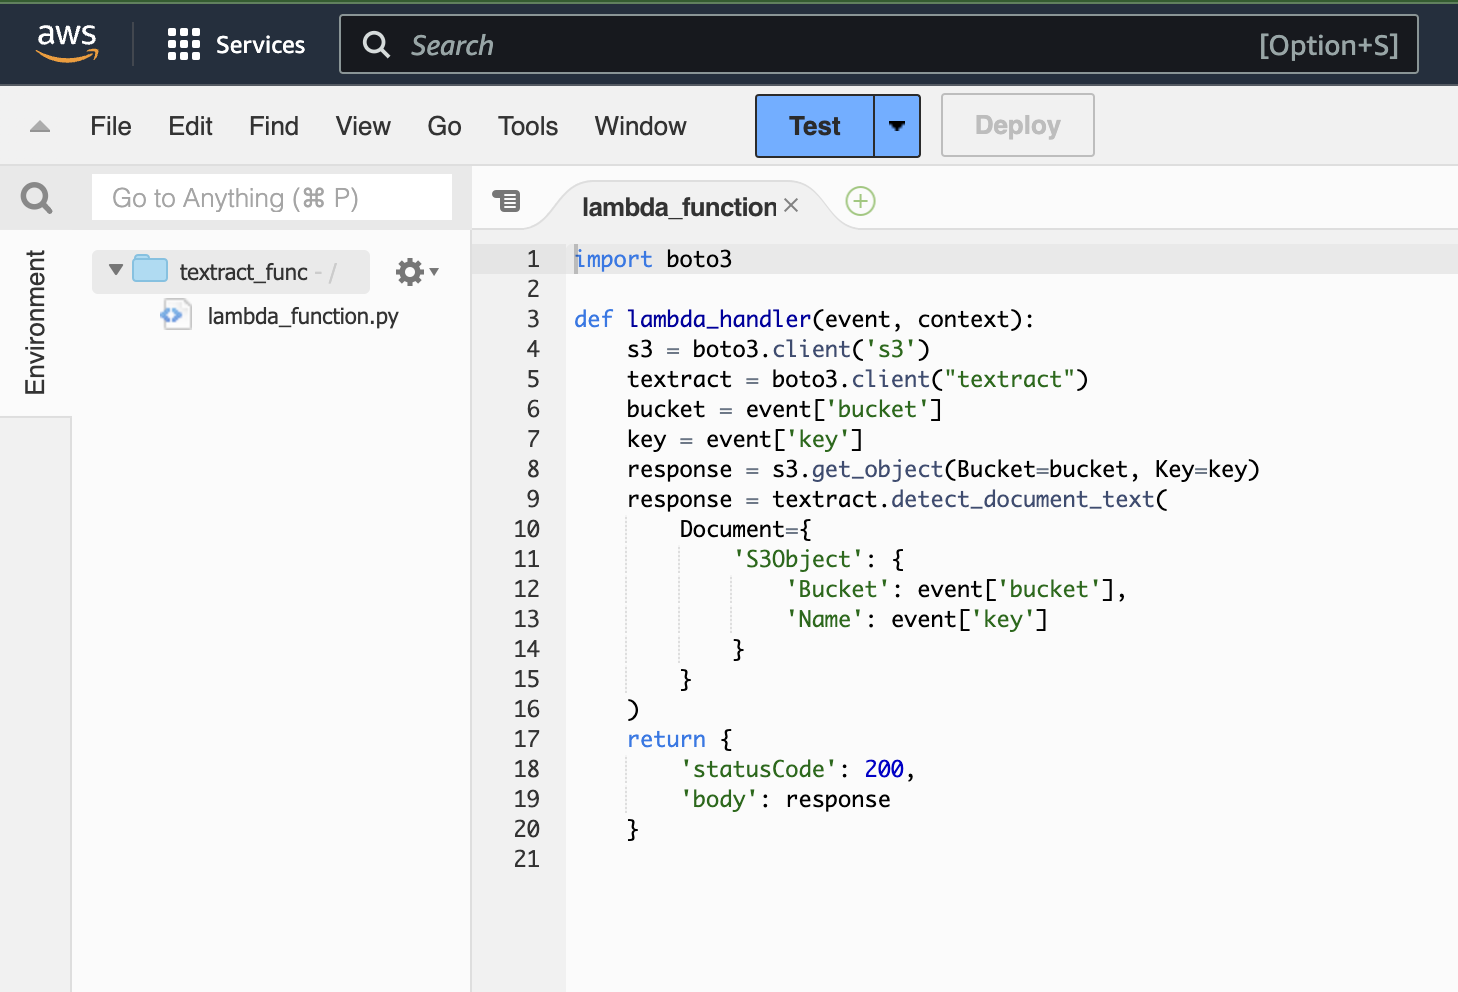 aws
Services
Search
[Option+S]
File Edit Find View Go Tools Window
Test
Deploy
Go to Anything (⌘ P)
lambda_function
Environment
textract_func - /
lambda_function.py
1 import boto3
2
3 def lambda_handler(event, context):
4     s3 = boto3.client('s3')
5     textract = boto3.client("textract")
6     bucket = event['bucket']
7     key = event['key']
8     response = s3.get_object(Bucket=bucket, Key=key)
9     response = textract.detect_document_text(
10         Document={
11             'S3Object': {
12                 'Bucket': event['bucket'],
13                 'Name': event['key']
14             }
15         }
16     )
17     return {
18         'statusCode': 200,
19         'body': response
20     }
21